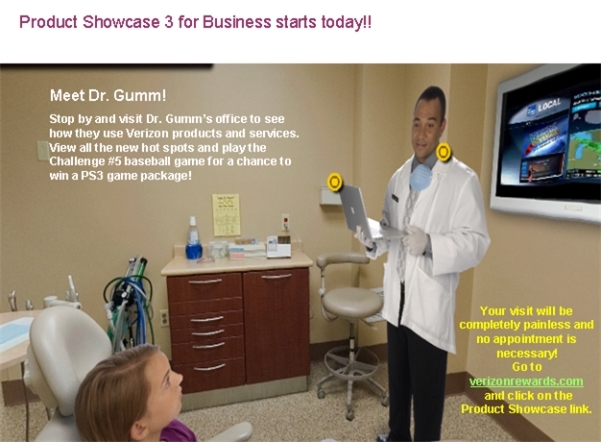 Product Showcase 3 for Business starts today!!
Meet Dr. Gumm!
Stop by and visit Dr. Gumm's office to see
how they use Verizon products and services.
View all the new hot spots and play the
Challenge #5 baseball game for a chance to
win a PS3 game package!
LOCAL
Your visit will be
completely painless and
no appointment is
necessary!
Go to
verizonrewards.com
and click on the
Product Showcase link.